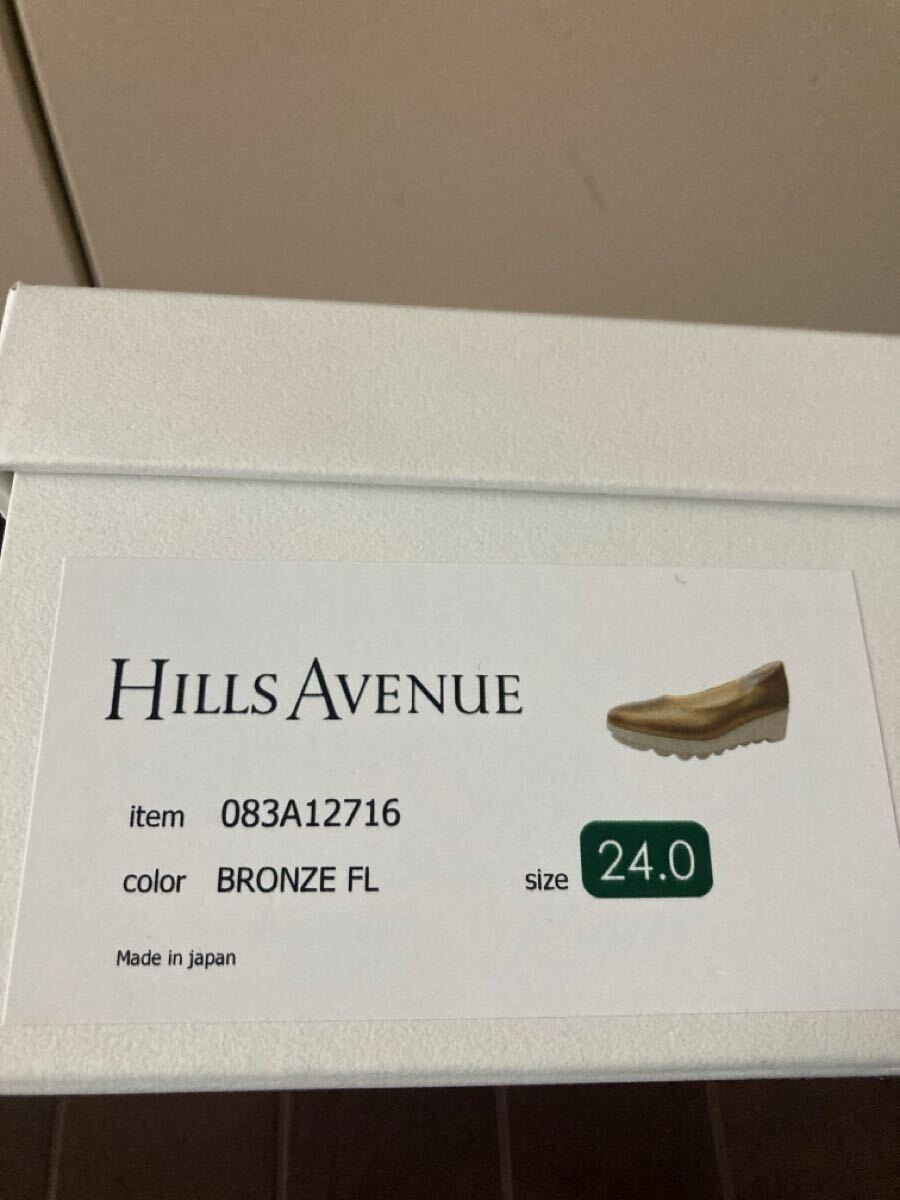 HILLS AVENUE
item 083A12716
color BRONZE FL
size 24.0
Made in japan